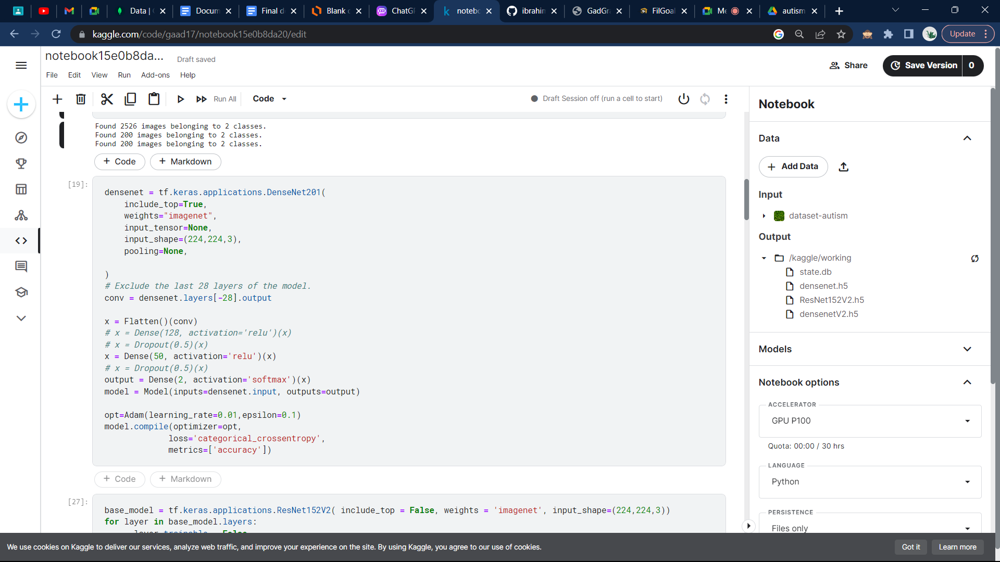 Data |
Docum
Final d
Blank c
ChatG
notebo
ibrahim
GadGr
FilGoal
Me
autism
kaggle.com/code/gaad17/notebook15e0b8da20/edit
Update
notebook15e0b8da...
Draft saved
File Edit View Run Add-ons Help
Share
Save Version 0
Run All
Code
Draft Session off (run a cell to start)
Found 2526 images belonging to 2 classes.
Found 200 images belonging to 2 classes.
Found 200 images belonging to 2 classes.
+ Code + Markdown
[19]:
densenet = tf.keras.applications.DenseNet201(
    include_top=True,
    weights="imagenet",
    input_tensor=None,
    input_shape=(224,224,3),
    pooling=None,
)
# Exclude the last 28 layers of the model.
conv = densenet.layers[-28].output
x = Flatten()(conv)
# x = Dense(128, activation='relu')(x)
# x = Dropout(0.5)(x)
x = Dense(50, activation='relu')(x)
# x = Dropout(0.5)(x)
output = Dense(2, activation='softmax')(x)
model = Model(inputs=densenet.input, outputs=output)
opt=Adam(learning_rate=0.01,epsilon=0.1)
model.compile(optimizer=opt,
             loss='categorical_crossentropy',
             metrics=['accuracy'])
+ Code + Markdown
[27]:
base_model = tf.keras.applications.ResNet152V2( include_top = False, weights = 'imagenet', input_shape=(224,224,3))
for layer in base_model.layers:
Notebook
Data
+ Add Data
Input
dataset-autism
Output
/kaggle/working
state.db
densenet.h5
ResNet152V2.h5
densenetV2.h5
Models
Notebook options
ACCELERATOR
GPU P100
Quota: 00:00 / 30 hrs
LANGUAGE
Python
PERSISTENCE
Files only
We use cookies on Kaggle to deliver our services, analyze web traffic, and improve your experience on the site. By using Kaggle, you agree to our use of cookies.
Got it
Learn more